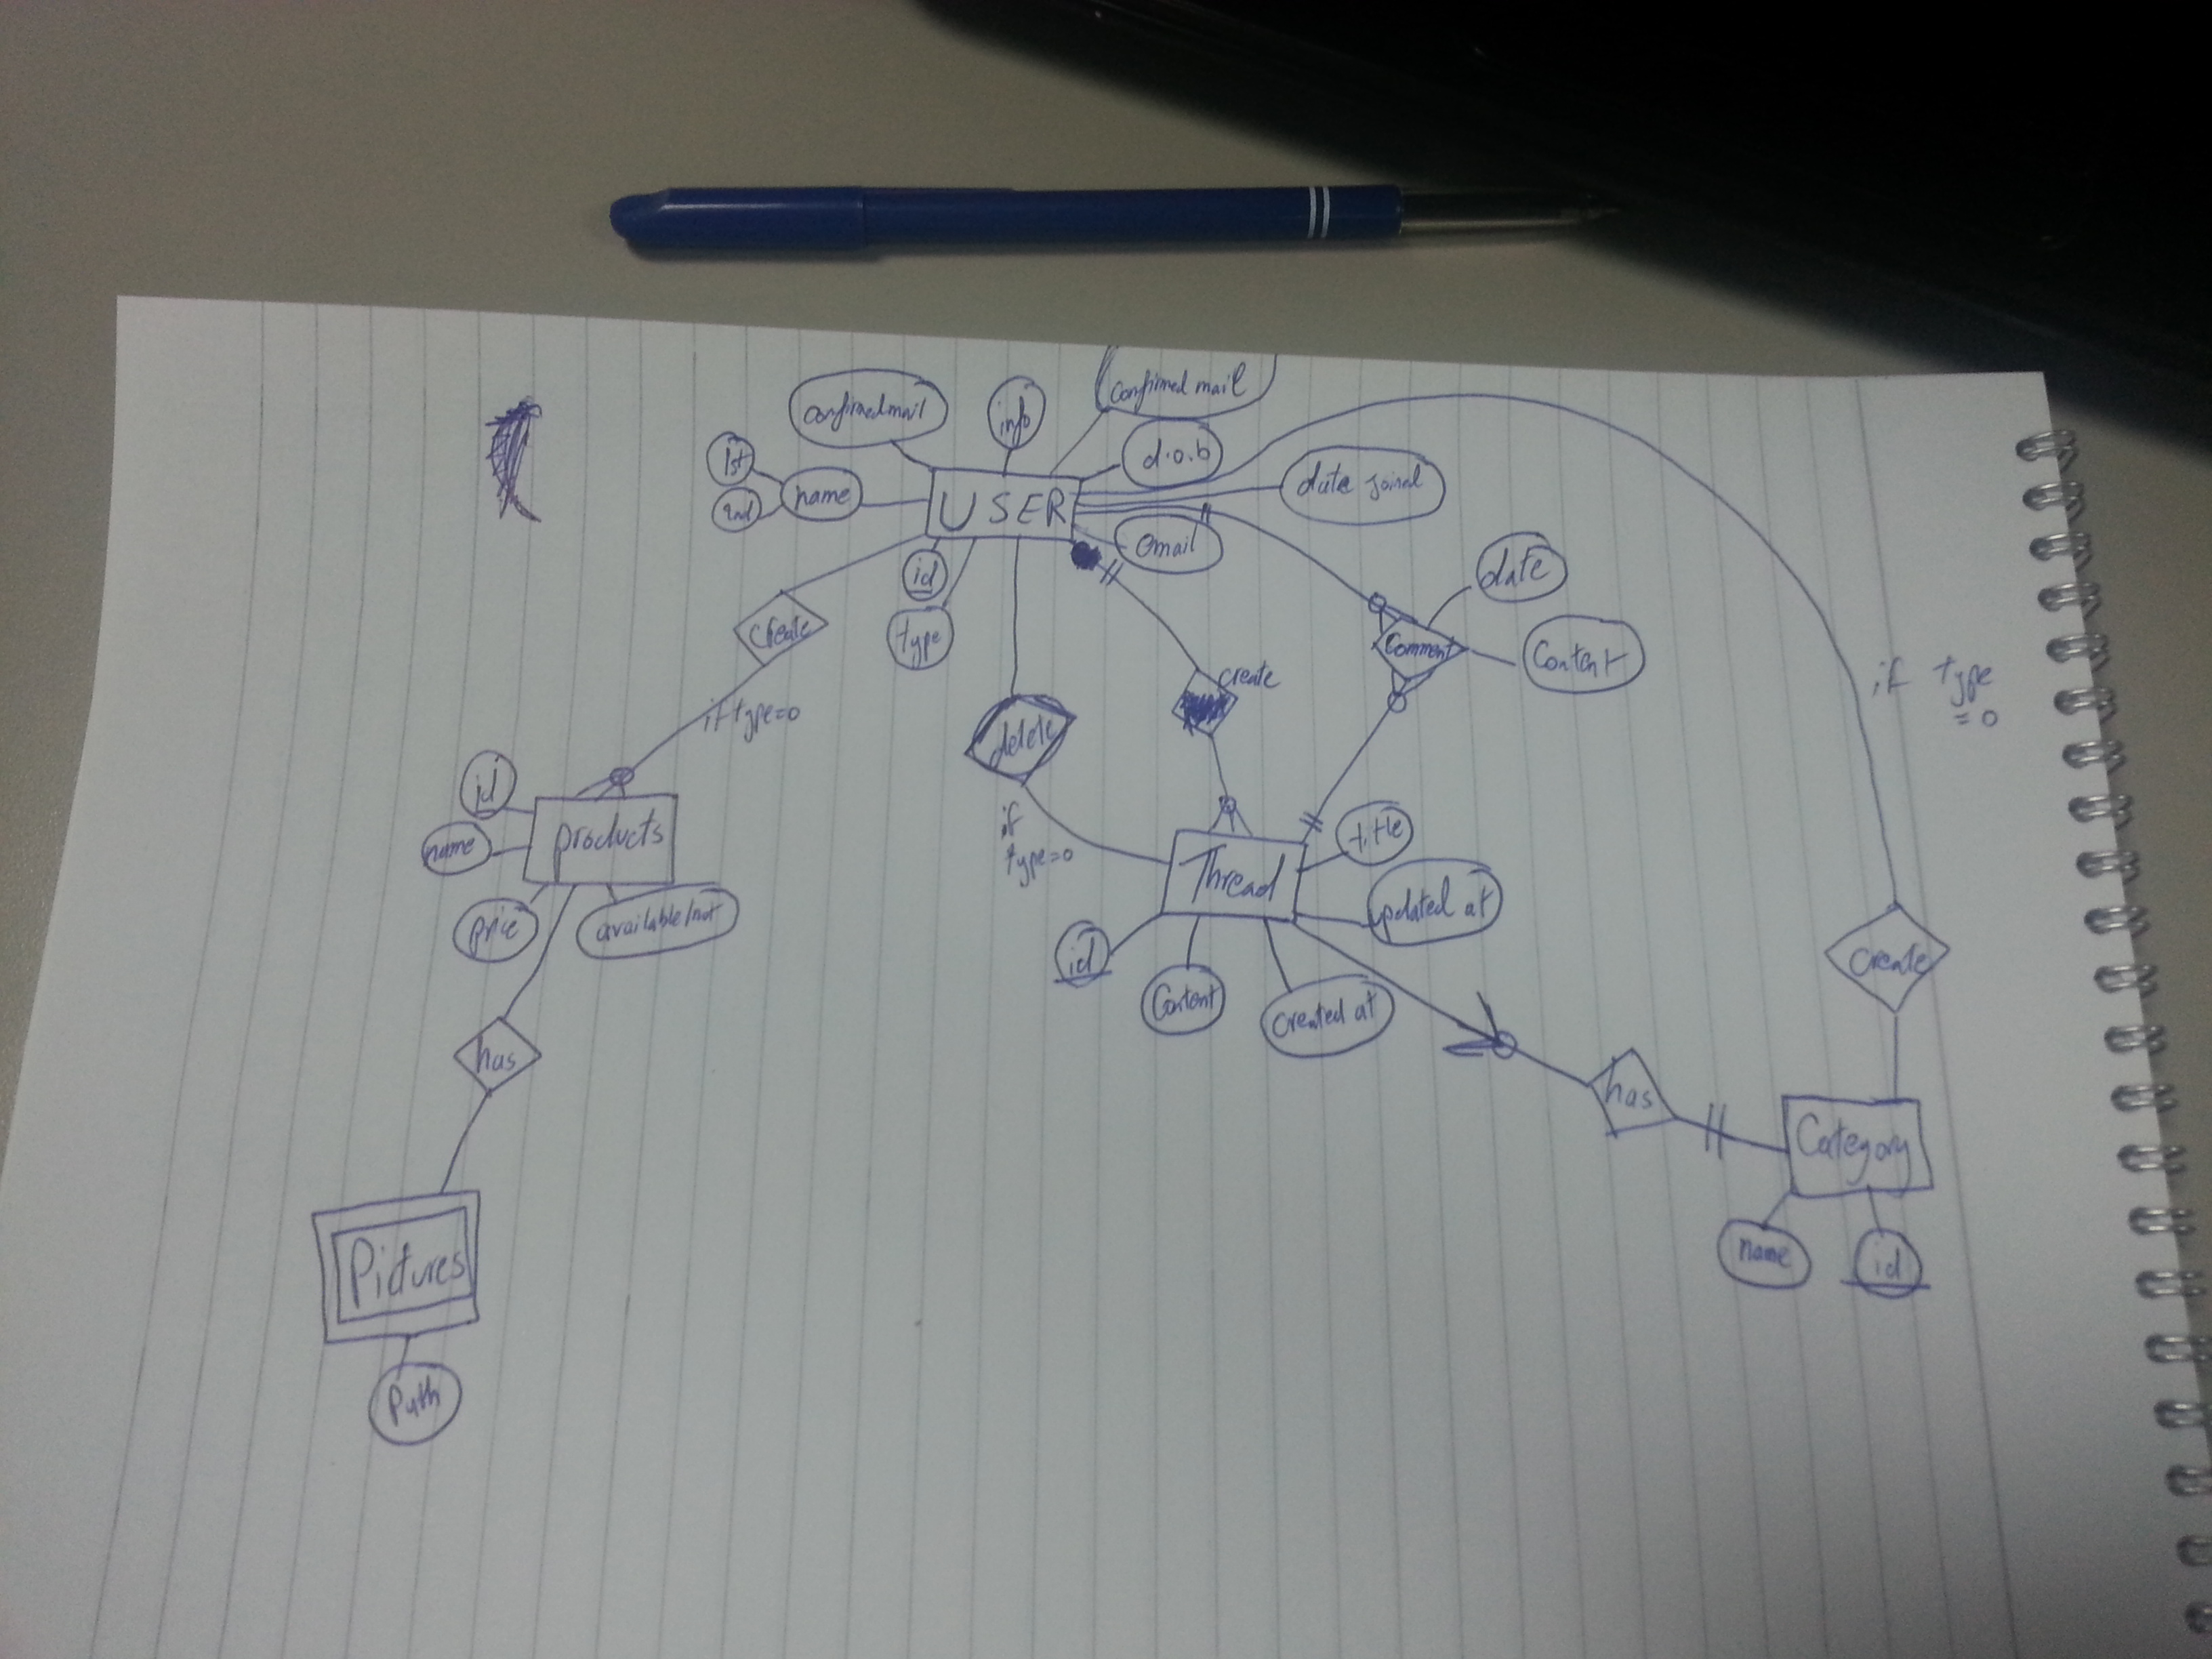 confirmed mail
info
confirmedmail
d.o.b
1st
name
date joined
2nd
USER
email
id
date
type
create
Comment
Content
create
if type
= 0
if type=0
delete
id
products
name
if
type=0
title
Thread
updated at
price
available/not
id
Content
created at
create
has
has
Category
Pictures
name
id
Path